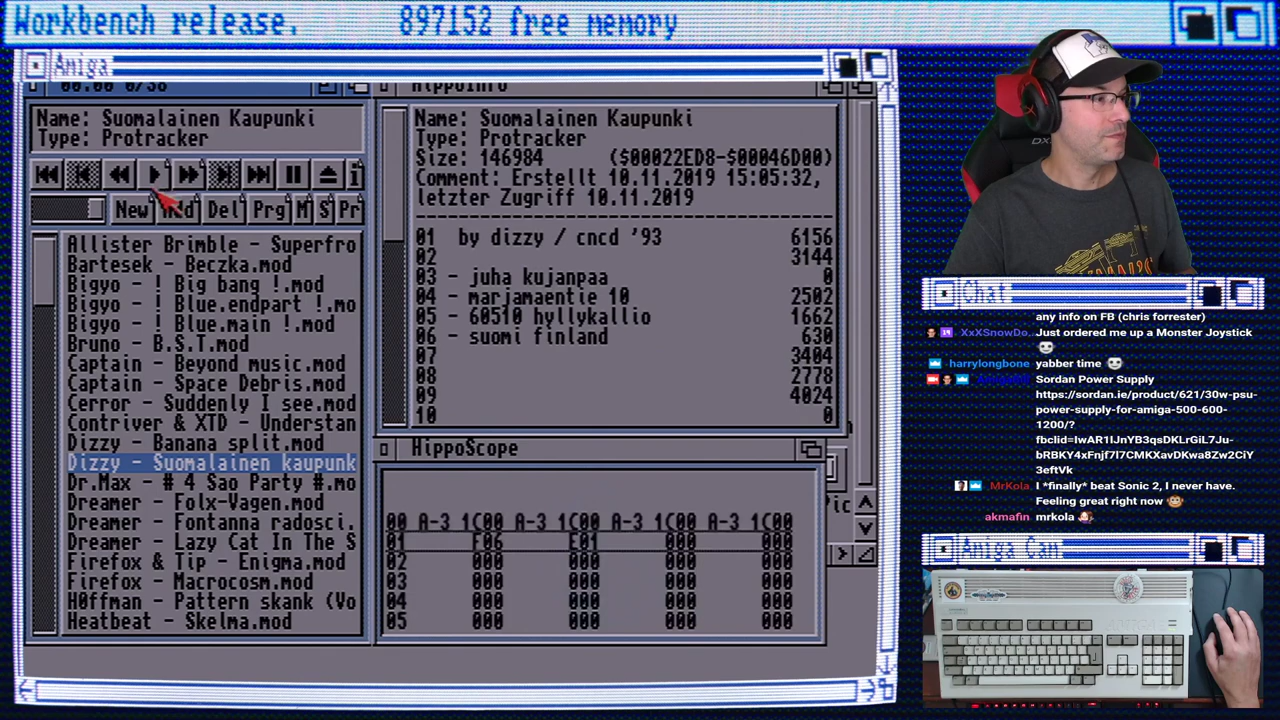 Workbench release. 897152 free memory
Amiga
00:00 0/38
HippoInfo
Name: Suomalainen Kaupunki
Type: Protracker
New Add Del Prg M S Pr
Allister Brimble - Superfro
Bartesek - Beczka.mod
Bigyo - ! Big bang !.mod
Bigyo - ! Blue.endpart !.mo
Bigyo - ! Blue.main !.mod
Bruno - B.S.T.mod
Captain - Beyond music.mod
Captain - Space Debris.mod
Cerror - Suddenly I see.mod
Contriver & XTD - Understan
Dizzy - Banana split.mod
Dizzy - Suomalainen kaupunk
Dr.Max - # 4 Sao Party #.mo
Dreamer - Folx-Vagen.mod
Dreamer - Fontanna radosci.
Dreamer - Lazy Cat In The S
Firefox & Tip - Enigma.mod
Firefox - Macrocosm.mod
Hoffman - Pattern skank (Vo
Heatbeat - Skelma.mod
Name: Suomalainen Kaupunki
Type: Protracker
Size: 146984 ($00022ED8-$00046D00)
Comment: Erstellt 10.11.2019 15:05:32,
letzter Zugriff 10.11.2019
01 by dizzy / cncd '93 6156
02 3144
03 - juha kujanpaa 0
04 - marjamaentie 10 2502
05 - 60510 hyllykallio 1662
06 - suomi finland 630
07 3404
08 2778
09 4024
10 0
HippoScope
00 A-3 1C00 A-3 1C00 A-3 1C00 A-3 1C00
01 F06 E01 000 000
02 000 000 000 000
03 000 000 000 000
04 000 000 000 000
05 000 000 000 000
Chat
any info on FB (chris forrester)
XxXSnowDo... Just ordered me up a Monster Joystick
harrylongbone yabber time
Sordan Power Supply
https://sordan.ie/product/621/30w-psu-
power-supply-for-amiga-500-600-
1200/?
MrKola I *finally* beat Sonic 2, I never have.
Feeling great right now
akmafin mrkola
Amiga Cam